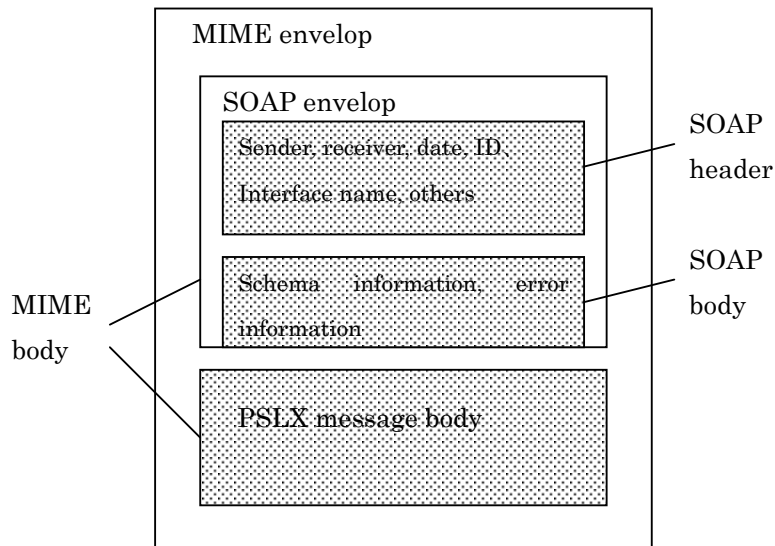 MIME envelop
SOAP envelop
Sender, receiver, date, ID、
Interface name, others
SOAP
header
Schema information, error
information
SOAP
body
MIME
body
PSLX message body